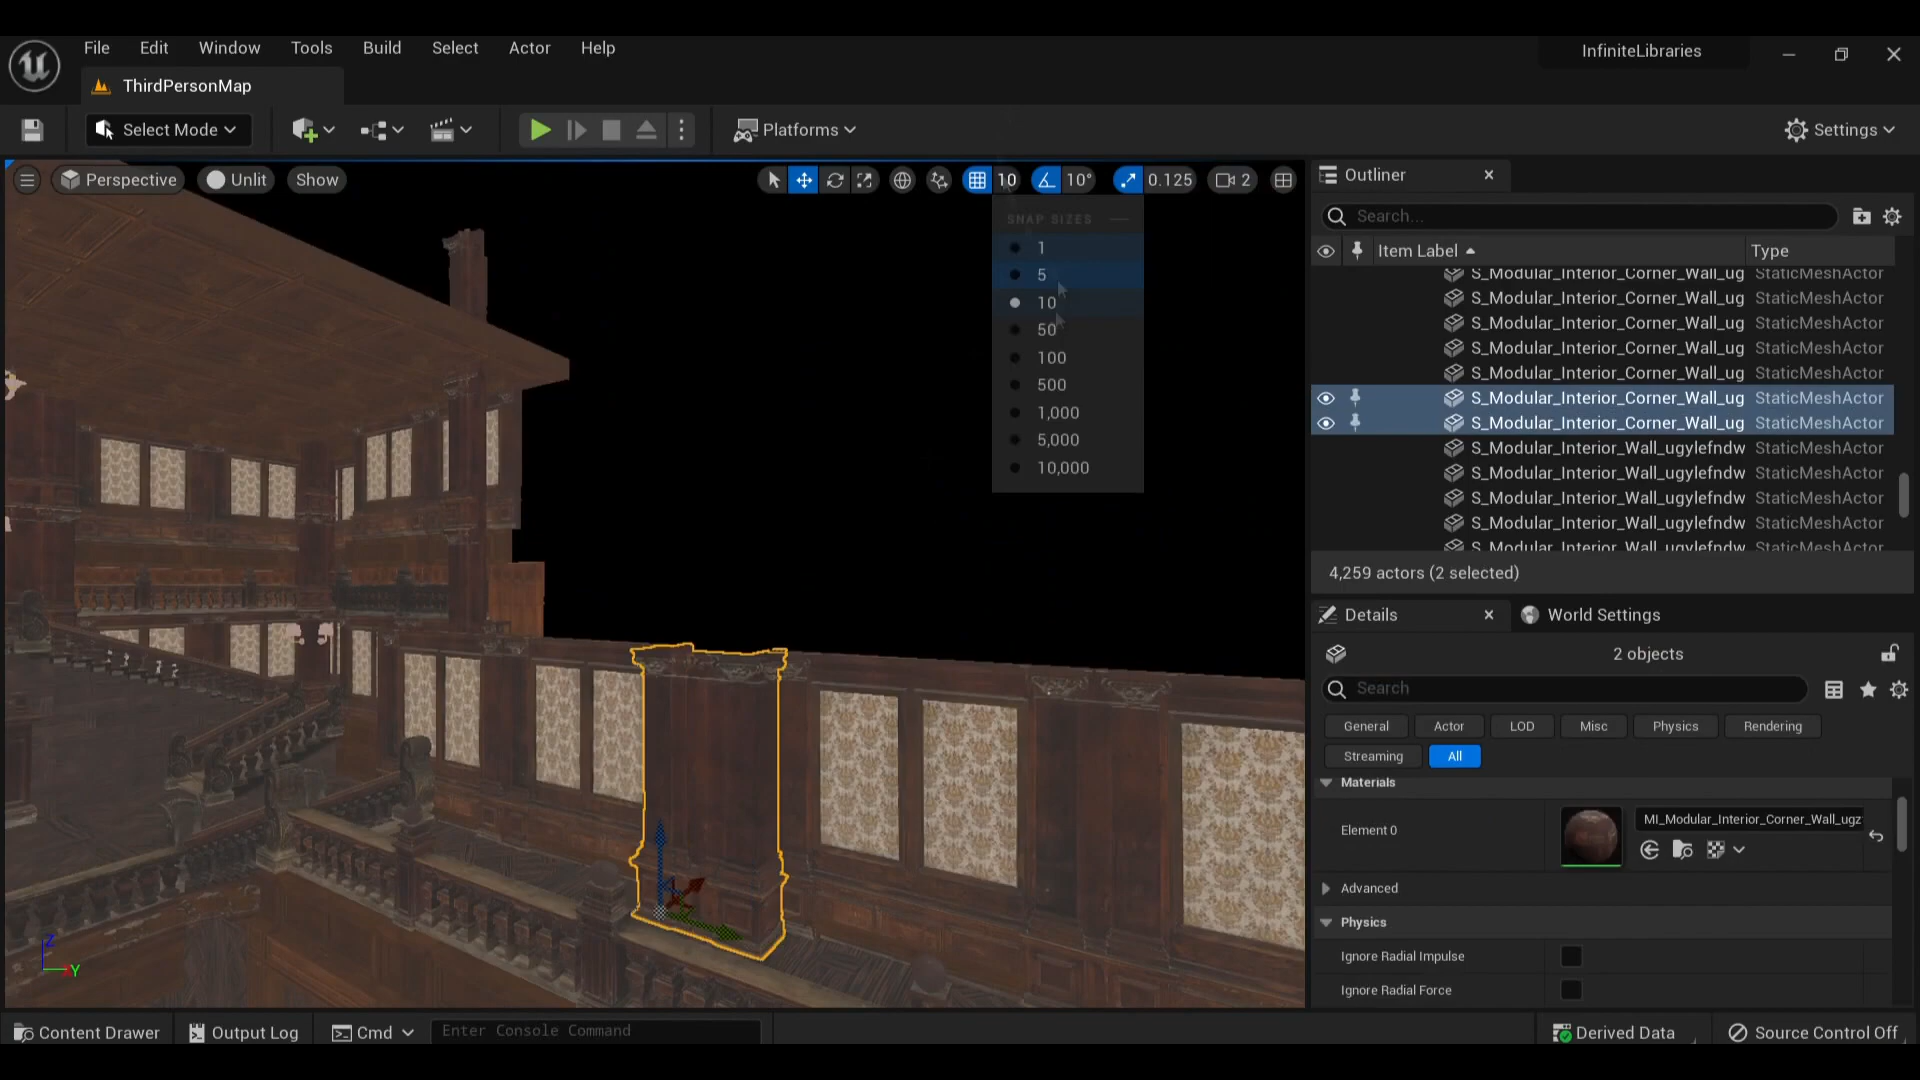 File Edit Window Tools Build Select Actor Help
InfiniteLibraries
ThirdPersonMap
Select Mode
Platforms
Settings
Perspective Unlit Show
10 10° 0.125 2
SNAP SIZES
1
5
10
50
100
500
1,000
5,000
10,000
Outliner
Search...
Item Label Type
S_Modular_Interior_Corner_Wall_ug StaticMeshActor
S_Modular_Interior_Corner_Wall_ug StaticMeshActor
S_Modular_Interior_Corner_Wall_ug StaticMeshActor
S_Modular_Interior_Corner_Wall_ug StaticMeshActor
S_Modular_Interior_Corner_Wall_ug StaticMeshActor
S_Modular_Interior_Corner_Wall_ug StaticMeshActor
S_Modular_Interior_Corner_Wall_ug StaticMeshActor
S_Modular_Interior_Wall_ugylefndw StaticMeshActor
S_Modular_Interior_Wall_ugylefndw StaticMeshActor
S_Modular_Interior_Wall_ugylefndw StaticMeshActor
S_Modular_Interior_Wall_ugylefndw StaticMeshActor
S_Modular_Interior_Wall_ugylefndw StaticMeshActor
4,259 actors (2 selected)
Details World Settings
2 objects
Search
General Actor LOD Misc Physics Rendering
Streaming All
Materials
Element 0 MI_Modular_Interior_Corner_Wall_ugz
Advanced
Physics
Ignore Radial Impulse
Ignore Radial Force
Z
Y
Content Drawer Output Log Cmd Enter Console Command Derived Data Source Control Off